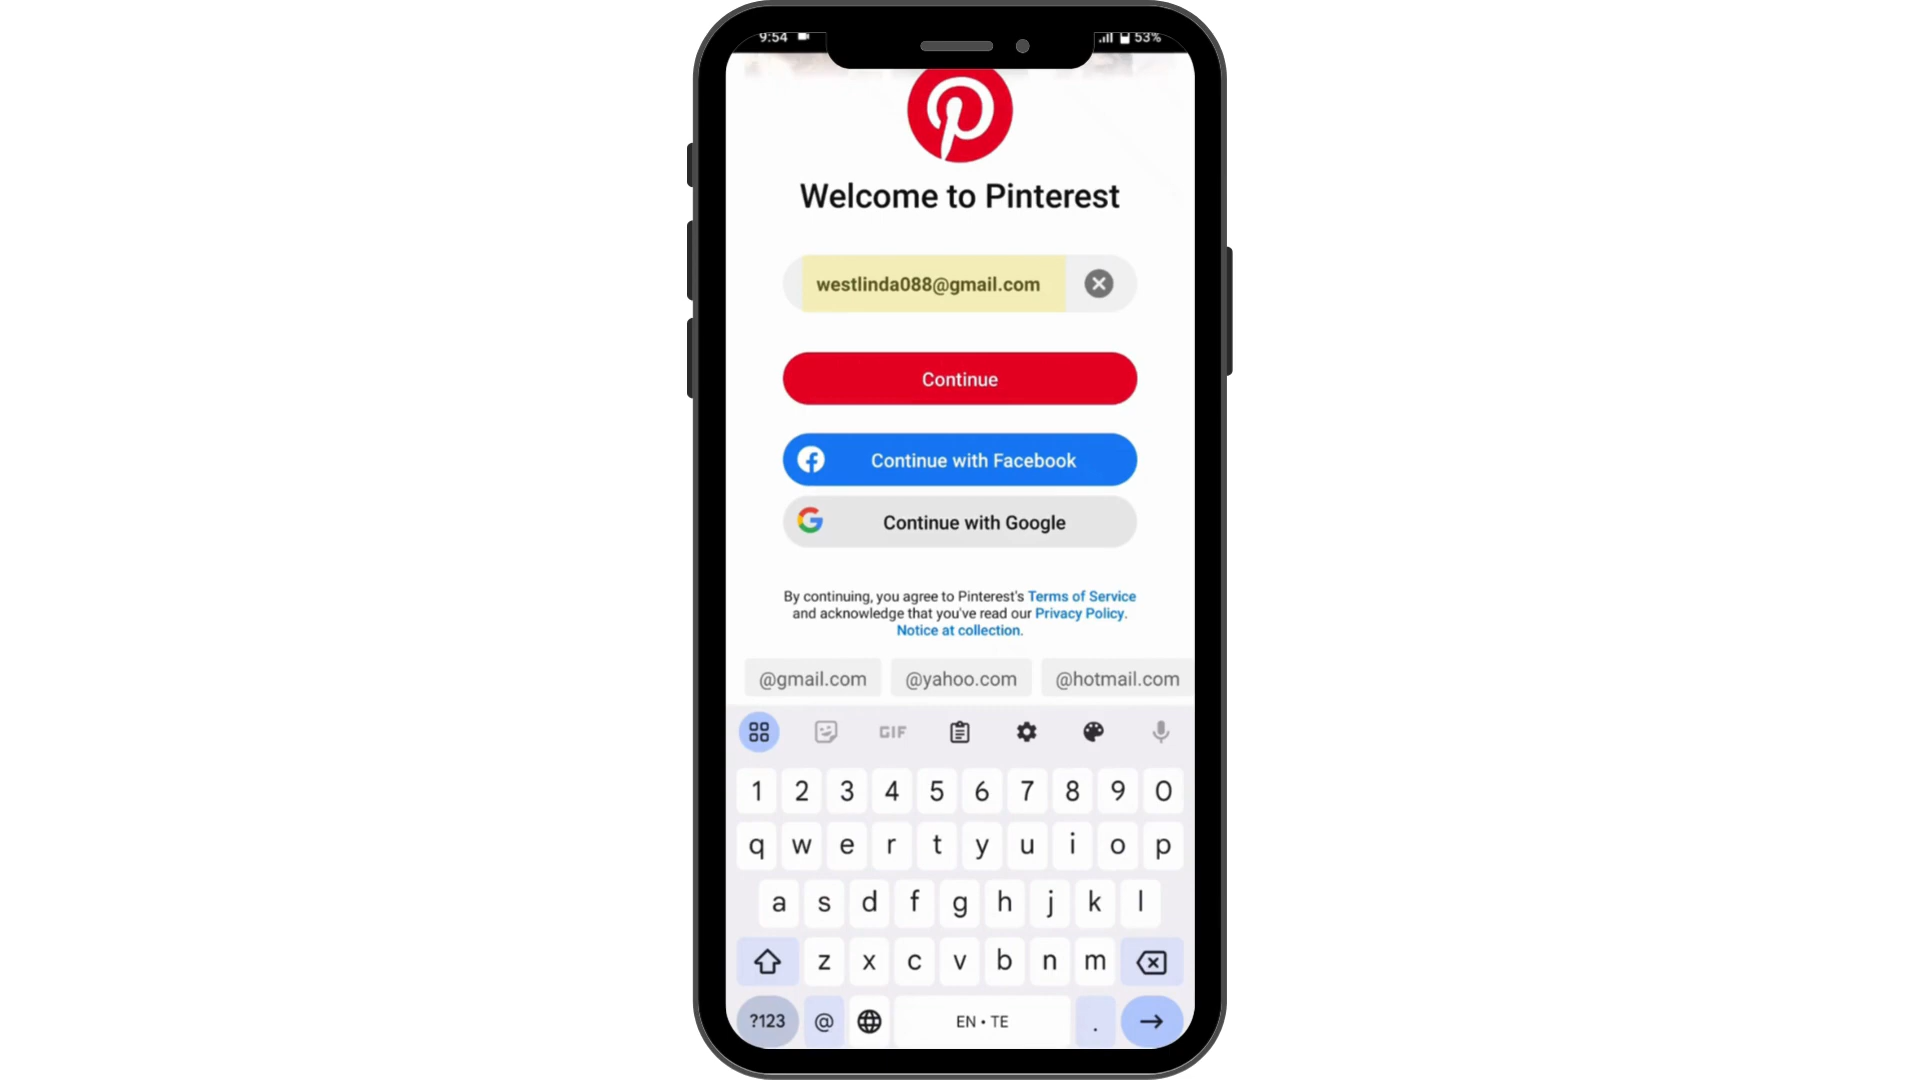 9:54 53%
Welcome to Pinterest
westlinda088@gmail.com
Continue
Continue with Facebook
Continue with Google
By continuing, you agree to Pinterest's Terms of Service
and acknowledge that you've read our Privacy Policy.
Notice at collection.
@gmail.com @yahoo.com @hotmail.com
GIF
1 2 3 4 5 6 7 8 9 0
q w e r t y u i o p
a s d f g h j k l
z x c v b n m
?123 @ EN • TE .